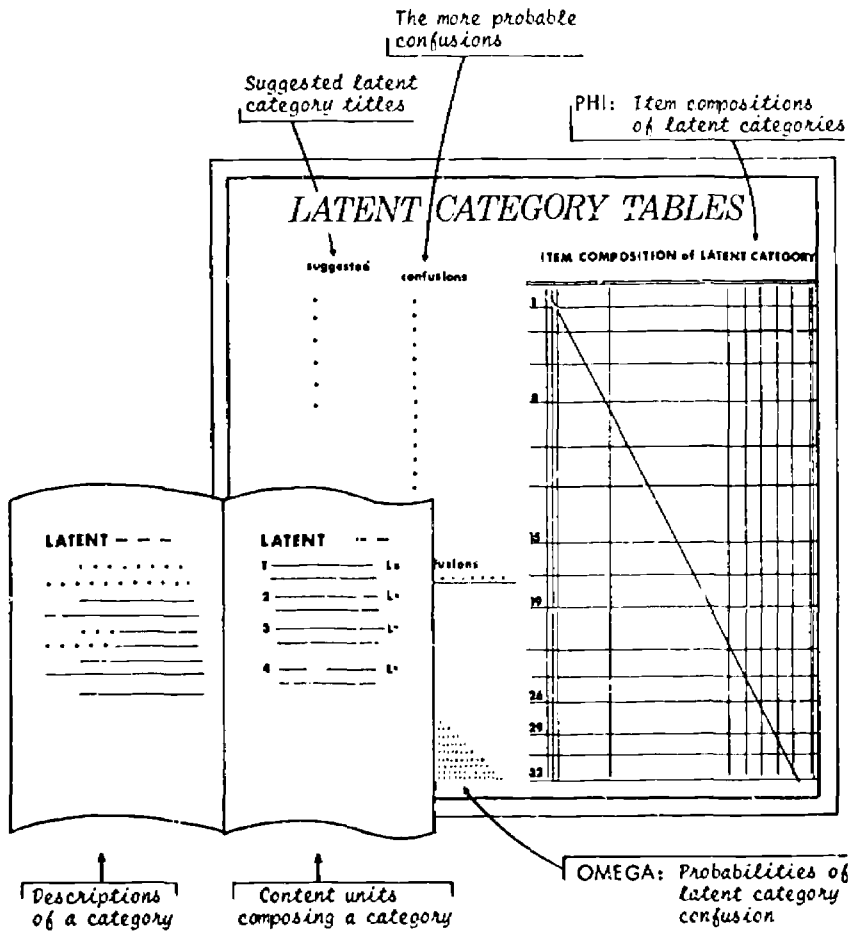 The more probable
confusions
Suggested latent
category titles
PHI: Item compositions
of latent categories
LATENT CATEGORY TABLES
suggested
confusions
ITEM COMPOSITION of LATENT CATEGORY
1
8
15
19
26
29
32
LATENT
LATENT
1 L=
2 L=
3 L=
4 L=
fusions
OMEGA: Probabilities of
latent category
confusion
Descriptions
of a category
Content units
composing a category